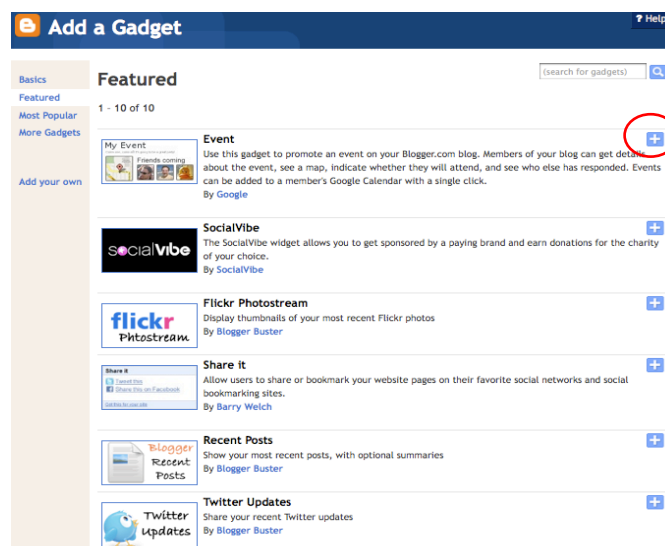 Add a Gadget
? Help
Basics
Featured
Most Popular
More Gadgets
Add your own
Featured
(search for gadgets)
1 - 10 of 10
My Event
Friends coming
Event
Use this gadget to promote an event on your Blogger.com blog. Members of your blog can get details
about the event, see a map, indicate whether they will attend, and see who else has responded. Events
can be added to a member's Google Calendar with a single click.
By Google
socialvibe
SocialVibe
The SocialVibe widget allows you to get sponsored by a paying brand and earn donations for the charity
of your choice.
By SocialVibe
flickr
Phtostream
Flickr Photostream
Display thumbnails of your most recent Flickr photos
By Blogger Buster
Share it
Tweet this
Share this on Facebook
Share it
Allow users to share or bookmark your website pages on their favorite social networks and social
bookmarking sites.
By Barry Welch
Blogger
Recent
Posts
Recent Posts
Show your most recent posts, with optional summaries
By Blogger Buster
Twitter
updates
Twitter Updates
Share your recent Twitter updates
By Blogger Buster